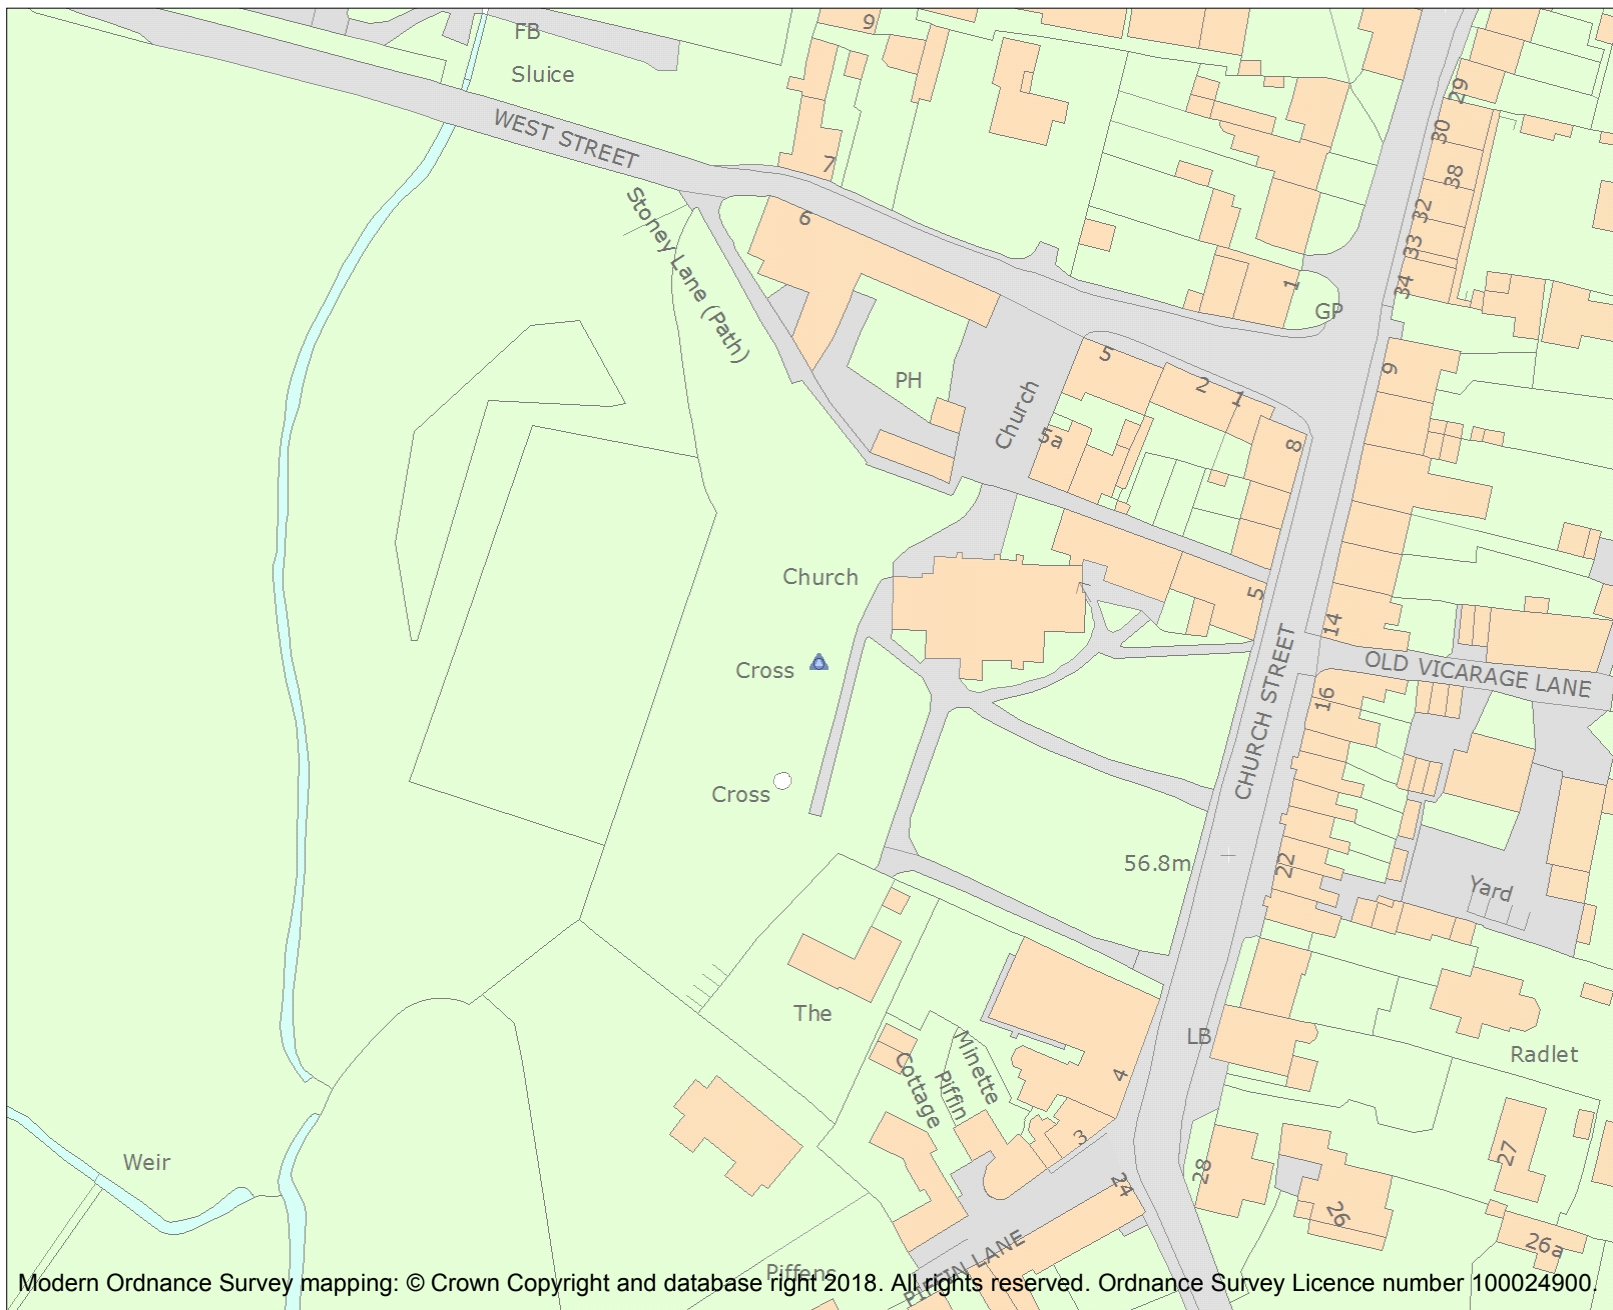 FB
9
Sluice
WEST STREET
7
29
30
38
32
33
34
6
Stoney Lane (Path)
1
GP
PH
Church
5
2
1
5a
8
9
Church
5
14
Cross
OLD VICARAGE LANE
CHURCH STREET
16
Cross
56.8m
22
Yard
The
LB
Radlet
Minette
Piffin
Cottage
4
3
Weir
24
28
27
26
26a
PIFFIN LANE
Piffens
Modern Ordnance Survey mapping: © Crown Copyright and database right 2018. All rights reserved. Ordnance Survey Licence number 100024900.